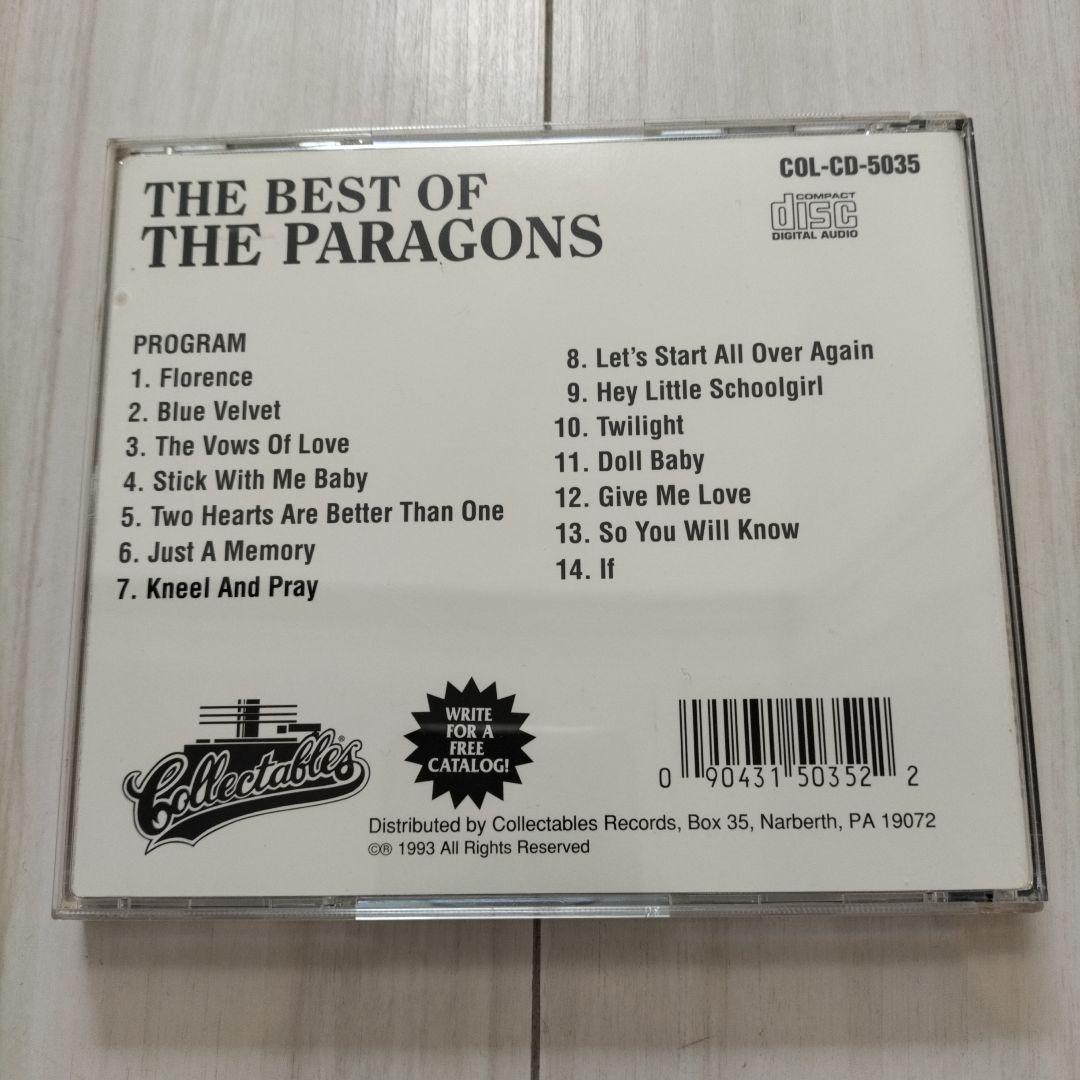 THE BEST OF
THE PARAGONS
COL-CD-5035
COMPACT
disc
DIGITAL AUDIO
PROGRAM
1. Florence
2. Blue Velvet
3. The Vows Of Love
4. Stick With Me Baby
5. Two Hearts Are Better Than One
6. Just A Memory
7. Kneel And Pray
8. Let's Start All Over Again
9. Hey Little Schoolgirl
10. Twilight
11. Doll Baby
12. Give Me Love
13. So You Will Know
14. If
Collectables®
WRITE
FOR A
FREE
CATALOG!
0 90431 50352 2
Distributed by Collectables Records, Box 35, Narberth, PA 19072
©® 1993 All Rights Reserved